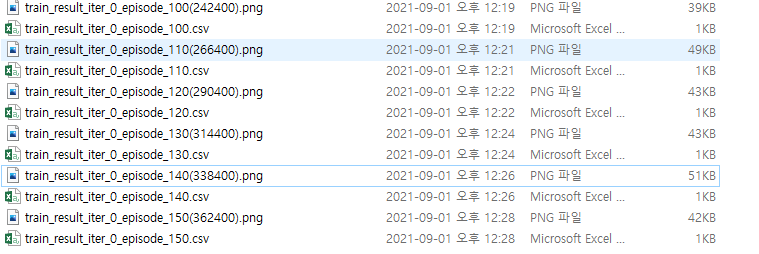 train_result_iter_0_episode_100(242400).png 2021-09-01 오후 12:19 PNG 파일 39KB
train_result_iter_0_episode_100.csv 2021-09-01 오후 12:19 Microsoft Excel ... 1KB
train_result_iter_0_episode_110(266400).png 2021-09-01 오후 12:21 PNG 파일 49KB
train_result_iter_0_episode_110.csv 2021-09-01 오후 12:21 Microsoft Excel ... 1KB
train_result_iter_0_episode_120(290400).png 2021-09-01 오후 12:22 PNG 파일 43KB
train_result_iter_0_episode_120.csv 2021-09-01 오후 12:22 Microsoft Excel ... 1KB
train_result_iter_0_episode_130(314400).png 2021-09-01 오후 12:24 PNG 파일 43KB
train_result_iter_0_episode_130.csv 2021-09-01 오후 12:24 Microsoft Excel ... 1KB
train_result_iter_0_episode_140(338400).png 2021-09-01 오후 12:26 PNG 파일 51KB
train_result_iter_0_episode_140.csv 2021-09-01 오후 12:26 Microsoft Excel ... 1KB
train_result_iter_0_episode_150(362400).png 2021-09-01 오후 12:28 PNG 파일 42KB
train_result_iter_0_episode_150.csv 2021-09-01 오후 12:28 Microsoft Excel ... 1KB